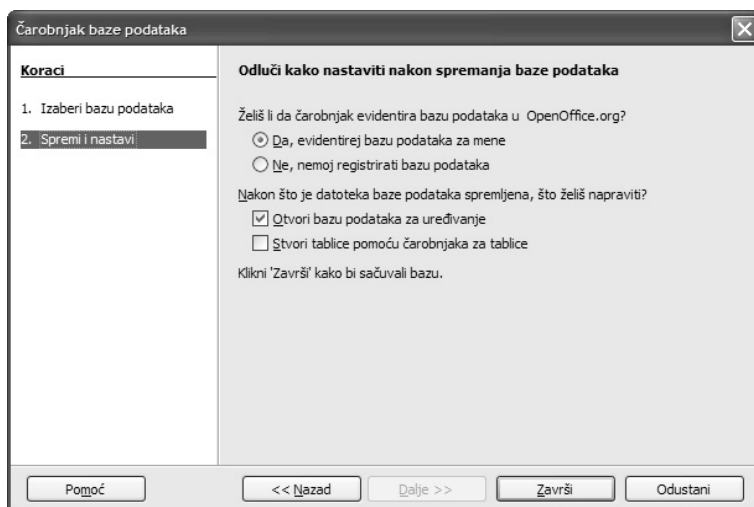 Čarobnjak baze podataka
Koraci
1. Izaberi bazu podataka
2. Spremi i nastavi
Odluči kako nastaviti nakon spremanja baze podataka
Želiš li da čarobnjak evidentira bazu podataka u OpenOffice.org?
Da, evidentirej bazu podataka za mene
Ne, nemoj registrirati bazu podataka
Nakon što je datoteka baze podataka spremljena, što želiš napraviti?
Otvori bazu podataka za uređivanje
Stvori tablice pomoću čarobnjaka za tablice
Klikni 'Završi' kako bi sačuvali bazu.
Pomoć
<< Nazad
Dalje >>
Završi
Odustani